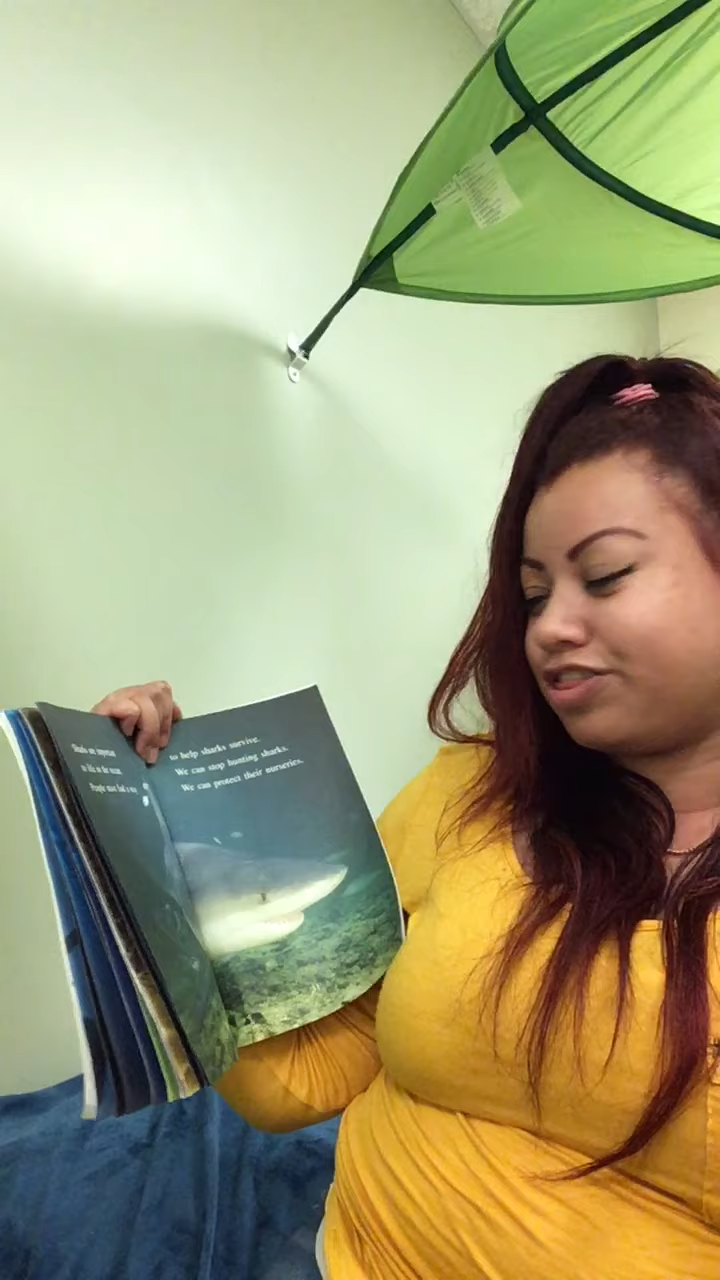 Sharks are important
to life in the ocean.
People must find a way
to help sharks survive.
We can stop hunting sharks.
We can protect their nurseries.